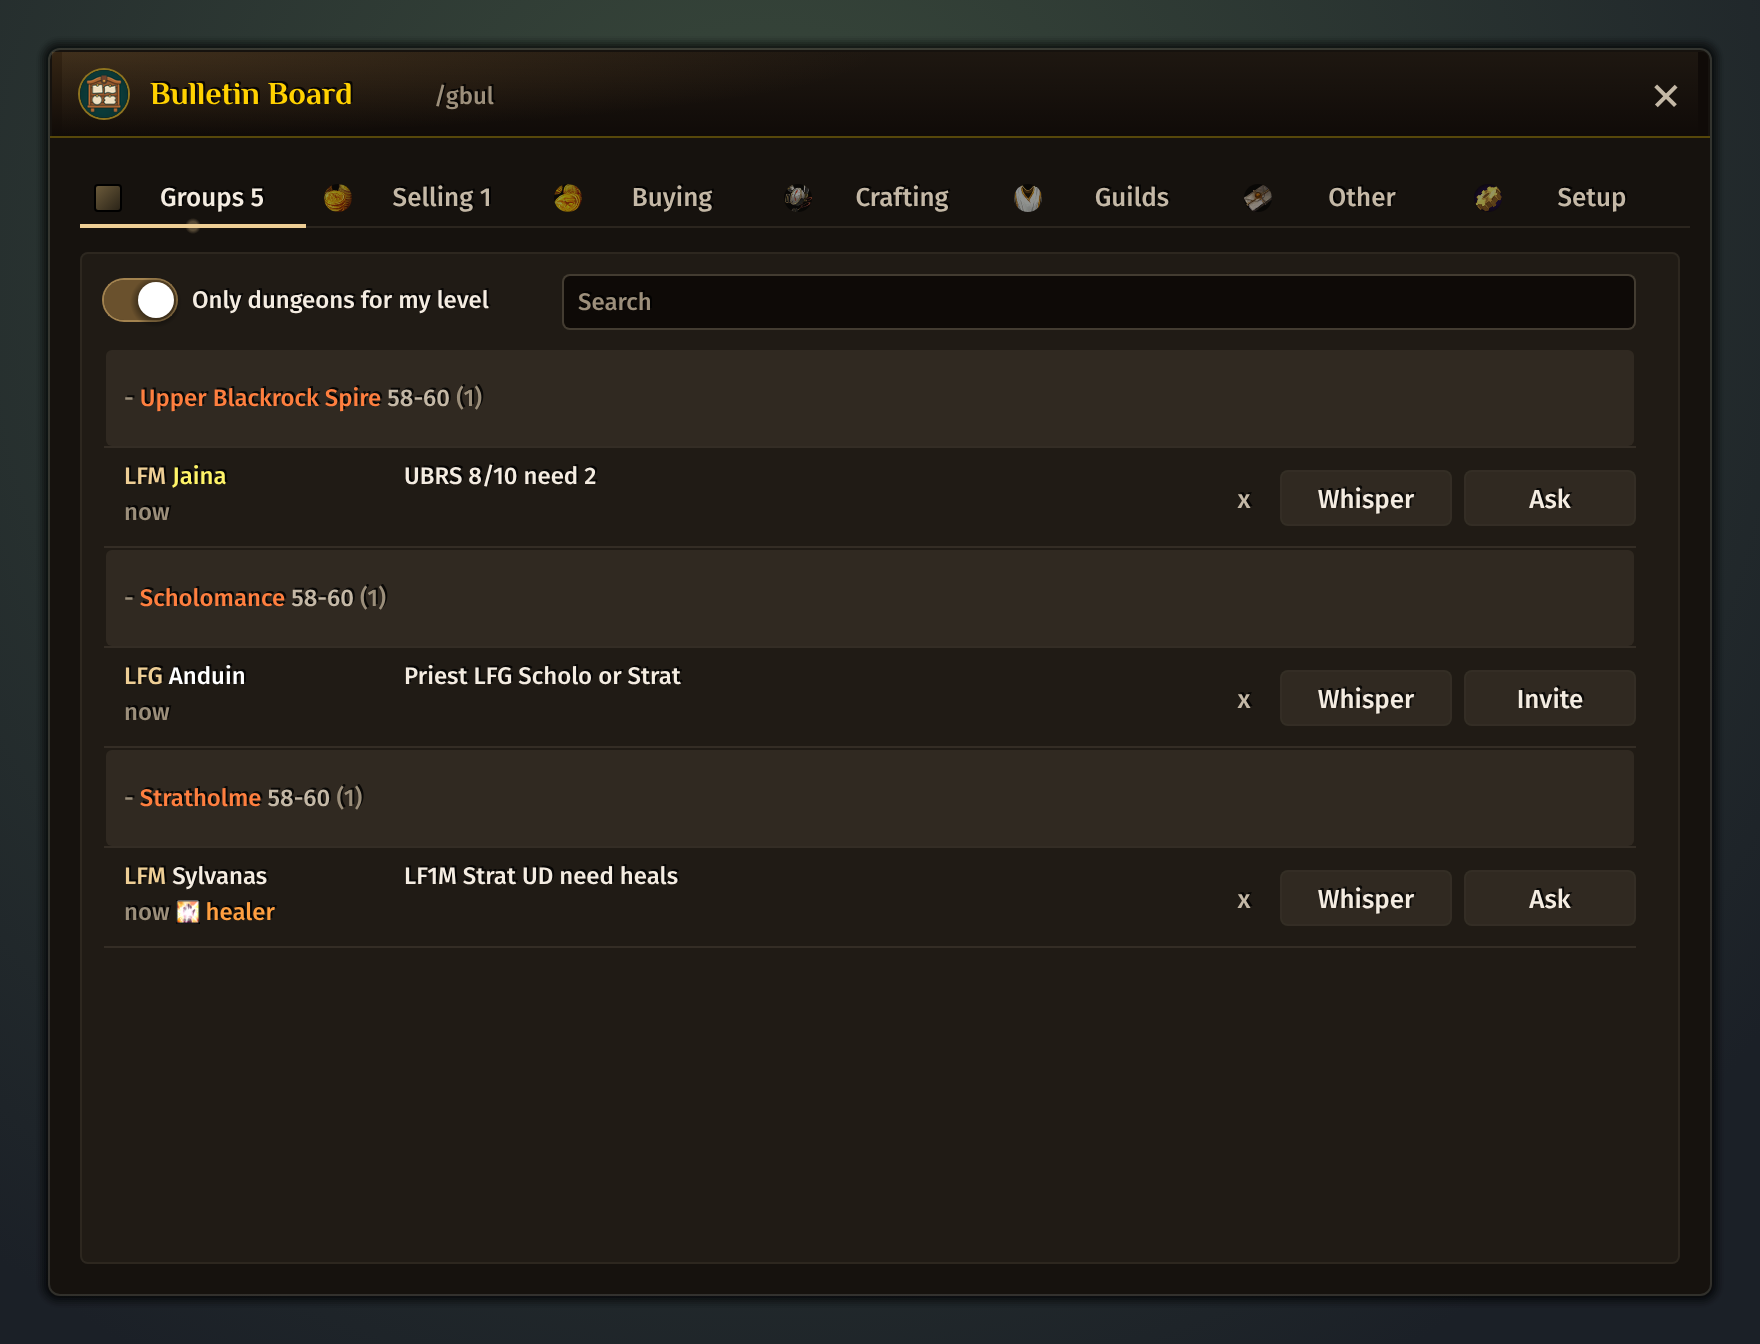 Bulletin Board /gbul
Groups 5 Selling 1 Buying Crafting Guilds Other Setup
Only dungeons for my level Search
- Upper Blackrock Spire 58-60 (1)
LFM Jaina UBRS 8/10 need 2
now
x Whisper Ask
- Scholomance 58-60 (1)
LFG Anduin Priest LFG Scholo or Strat
now
x Whisper Invite
- Stratholme 58-60 (1)
LFM Sylvanas LF1M Strat UD need heals
now healer
x Whisper Ask